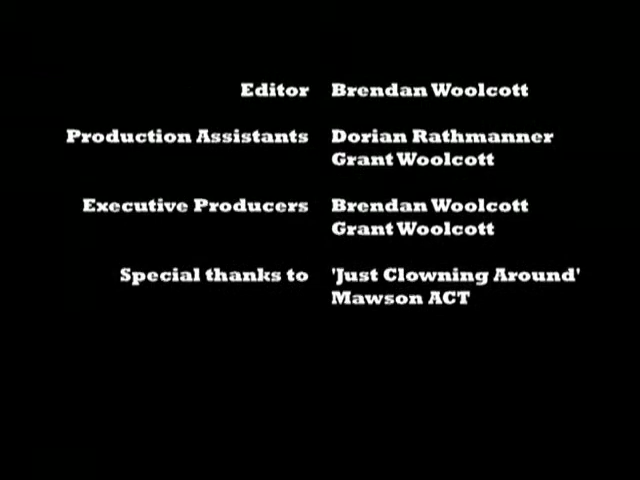 Editor Brendan Woolcott
Production Assistants Dorian Rathmanner
Grant Woolcott
Executive Producers Brendan Woolcott
Grant Woolcott
Special thanks to 'Just Clowning Around'
Mawson ACT